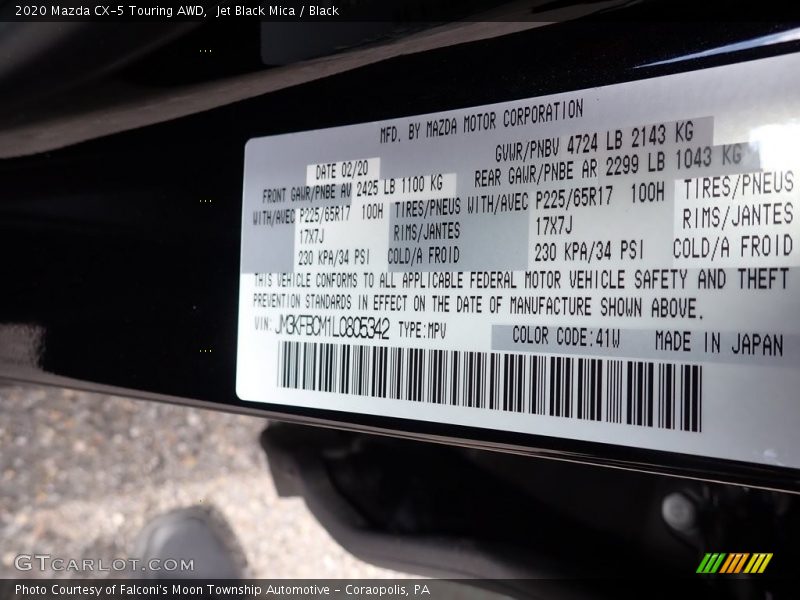 2020 Mazda CX-5 Touring AWD, Jet Black Mica / Black
MFD. BY MAZDA MOTOR CORPORATION
DATE 02/20 GVWR/PNBV 4724 LB 2143 KG
FRONT GAWR/PNBE AV 2425 LB 1100 KG REAR GAWR/PNBE AR 2299 LB 1043 KG
WITH/AVEC P225/65R17 100H TIRES/PNEUS WITH/AVEC P225/65R17 100H TIRES/PNEUS
17X7J RIMS/JANTES 17X7J RIMS/JANTES
230 KPA/34 PSI COLD/A FROID 230 KPA/34 PSI COLD/A FROID
THIS VEHICLE CONFORMS TO ALL APPLICABLE FEDERAL MOTOR VEHICLE SAFETY AND THEFT
PREVENTION STANDARDS IN EFFECT ON THE DATE OF MANUFACTURE SHOWN ABOVE.
VIN: JM3KFBCM1L0805342 TYPE:MPV COLOR CODE:41W MADE IN JAPAN
GTCARLOT.COM
Photo Courtesy of Falconi's Moon Township Automotive - Coraopolis, PA